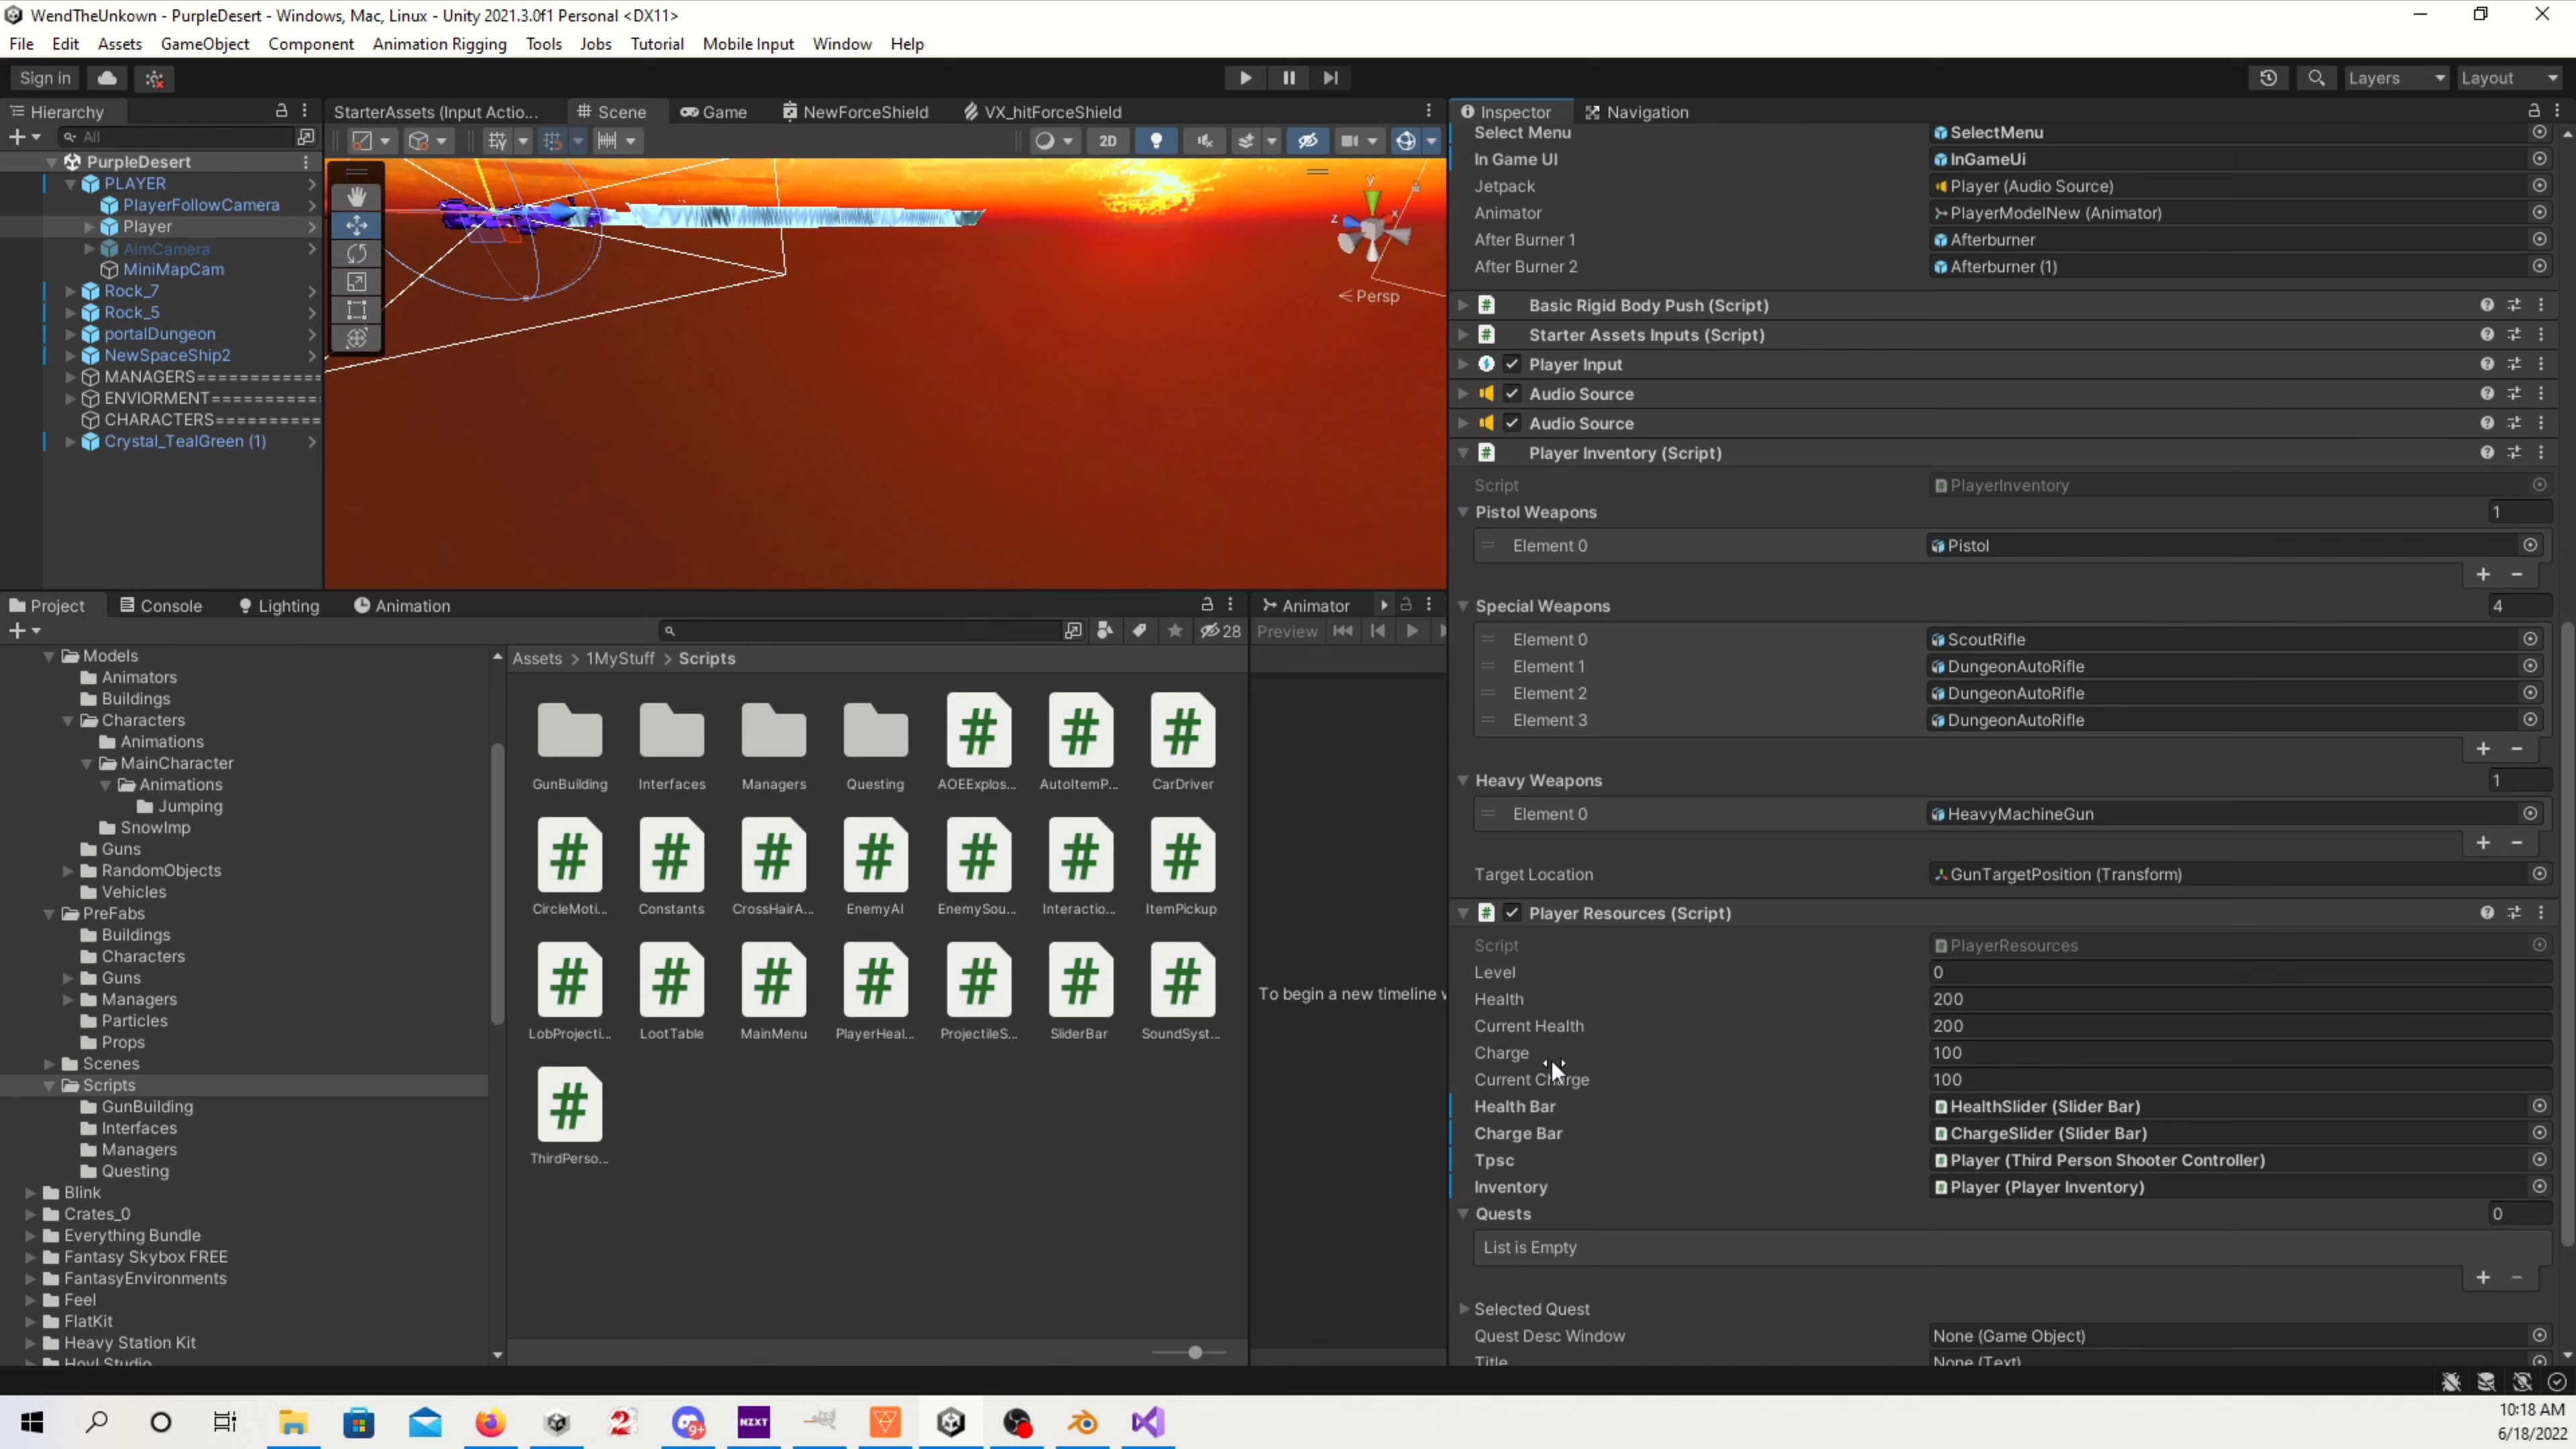 WendTheUnkown - PurpleDesert - Windows, Mac, Linux - Unity 2021.3.0f1 Personal <DX11>
File Edit Assets GameObject Component Animation Rigging Tools Jobs Tutorial Mobile Input Window Help
Sign in
Layers
Layout
Hierarchy
All
PurpleDesert
PLAYER
PlayerFollowCamera
Player
AimCamera
MiniMapCam
Rock_7
Rock_5
portalDungeon
NewSpaceShip2
MANAGERS============
ENVIORMENT===========
CHARACTERS==========
Crystal_TealGreen (1)
StarterAssets (Input Actio...
Scene
Game
NewForceShield
VX_hitForceShield
2D
y
x
z
Persp
Project
Console
Lighting
Animation
28
Models
Animators
Buildings
Characters
Animations
MainCharacter
Animations
Jumping
SnowImp
Guns
RandomObjects
Vehicles
PreFabs
Buildings
Characters
Guns
Managers
Particles
Props
Scenes
Scripts
GunBuilding
Interfaces
Managers
Questing
Blink
Crates_0
Everything Bundle
Fantasy Skybox FREE
FantasyEnvironments
Feel
FlatKit
Heavy Station Kit
Hovl Studio
Assets > 1MyStuff > Scripts
GunBuilding
Interfaces
Managers
Questing
AOEExplos...
AutoItemP...
CarDriver
CircleMoti...
Constants
CrossHairA...
EnemyAI
EnemySou...
Interactio...
ItemPickup
LobProjecti...
LootTable
MainMenu
PlayerHeal...
ProjectileS...
SliderBar
SoundSyst...
ThirdPerso...
Animator
Preview
To begin a new timeline w
Inspector
Navigation
Select Menu
SelectMenu
In Game UI
InGameUi
Jetpack
Player (Audio Source)
Animator
PlayerModelNew (Animator)
After Burner 1
Afterburner
After Burner 2
Afterburner (1)
Basic Rigid Body Push (Script)
Starter Assets Inputs (Script)
Player Input
Audio Source
Audio Source
Player Inventory (Script)
Script
PlayerInventory
Pistol Weapons
1
Element 0
Pistol
Special Weapons
4
Element 0
ScoutRifle
Element 1
DungeonAutoRifle
Element 2
DungeonAutoRifle
Element 3
DungeonAutoRifle
Heavy Weapons
1
Element 0
HeavyMachineGun
Target Location
GunTargetPosition (Transform)
Player Resources (Script)
Script
PlayerResources
Level
0
Health
200
Current Health
200
Charge
100
Current Charge
100
Health Bar
HealthSlider (Slider Bar)
Charge Bar
ChargeSlider (Slider Bar)
Tpsc
Player (Third Person Shooter Controller)
Inventory
Player (Player Inventory)
Quests
0
List is Empty
Selected Quest
Quest Desc Window
None (Game Object)
Title
None (Text)
9+
NZXT
2
10:18 AM
6/18/2022